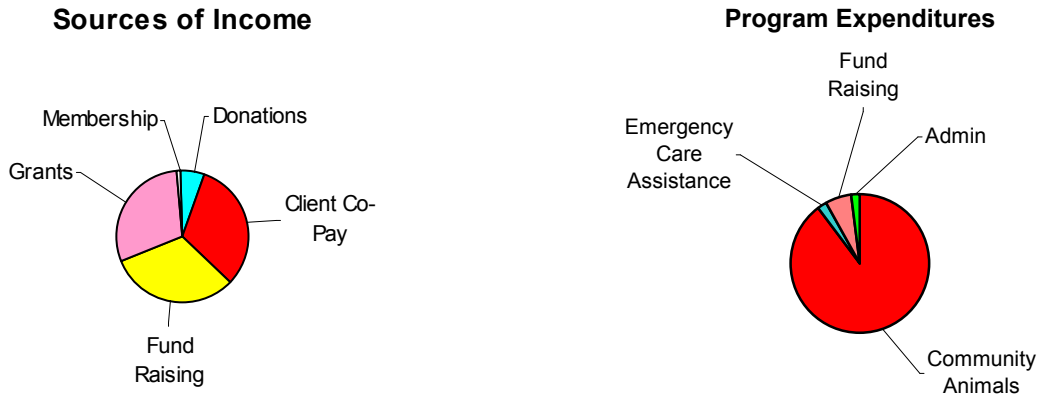 Sources of Income
Membership
Donations
Grants
Client Co-
Pay
Fund
Raising
Program Expenditures
Fund
Raising
Emergency
Care
Assistance
Admin
Community
Animals